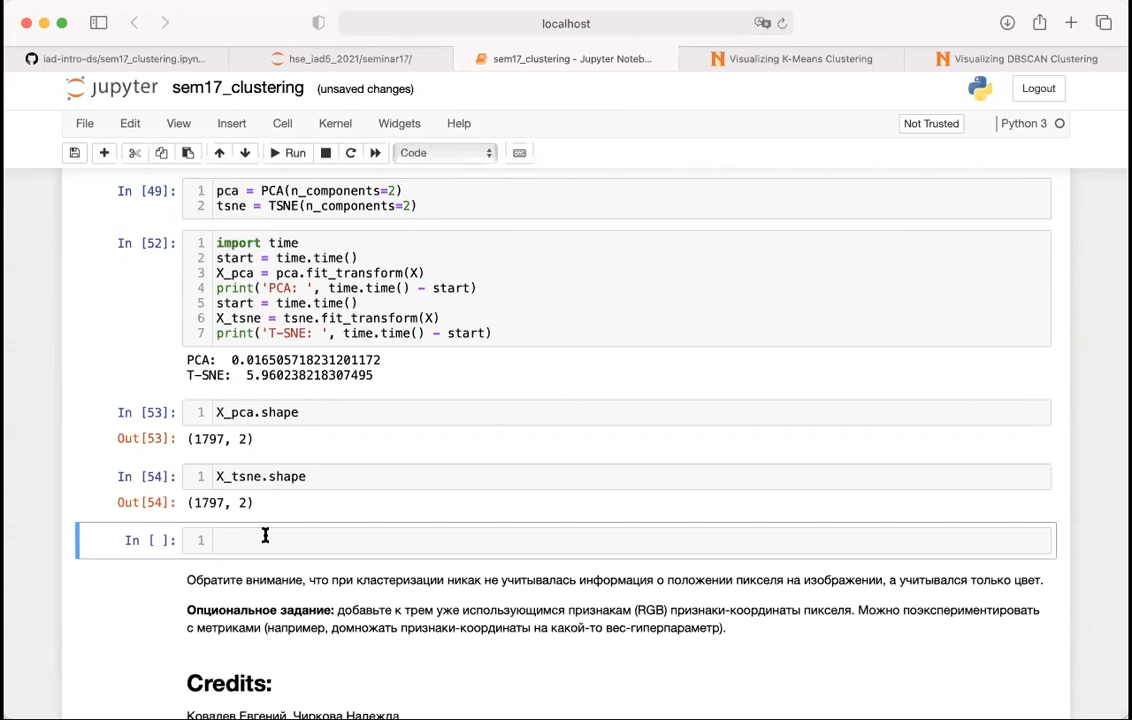 localhost
iad-intro-ds/sem17_clustering.ipyn...
hse_iad5_2021/seminar17/
sem17_clustering - Jupyter Noteb...
Visualizing K-Means Clustering
Visualizing DBSCAN Clustering
jupyter sem17_clustering (unsaved changes)
Logout
File Edit View Insert Cell Kernel Widgets Help
Not Trusted
Python 3
Run
Code
In [49]:
1 pca = PCA(n_components=2)
2 tsne = TSNE(n_components=2)
In [52]:
1 import time
2 start = time.time()
3 X_pca = pca.fit_transform(X)
4 print('PCA: ', time.time() - start)
5 start = time.time()
6 X_tsne = tsne.fit_transform(X)
7 print('T-SNE: ', time.time() - start)
PCA:  0.016505718231201172
T-SNE:  5.960238218307495
In [53]: 1 X_pca.shape
Out[53]: (1797, 2)
In [54]: 1 X_tsne.shape
Out[54]: (1797, 2)
In [ ]: 1
Обратите внимание, что при кластеризации никак не учитывалась информация о положении пикселя на изображении, а учитывался только цвет.
Опциональное задание: добавьте к трем уже использующимся признакам (RGB) признаки-координаты пикселя. Можно поэкспериментировать
с метриками (например, домножать признаки-координаты на какой-то вес-гиперпараметр).
Credits:
Ковалев Евгений, Чиркова Надежда